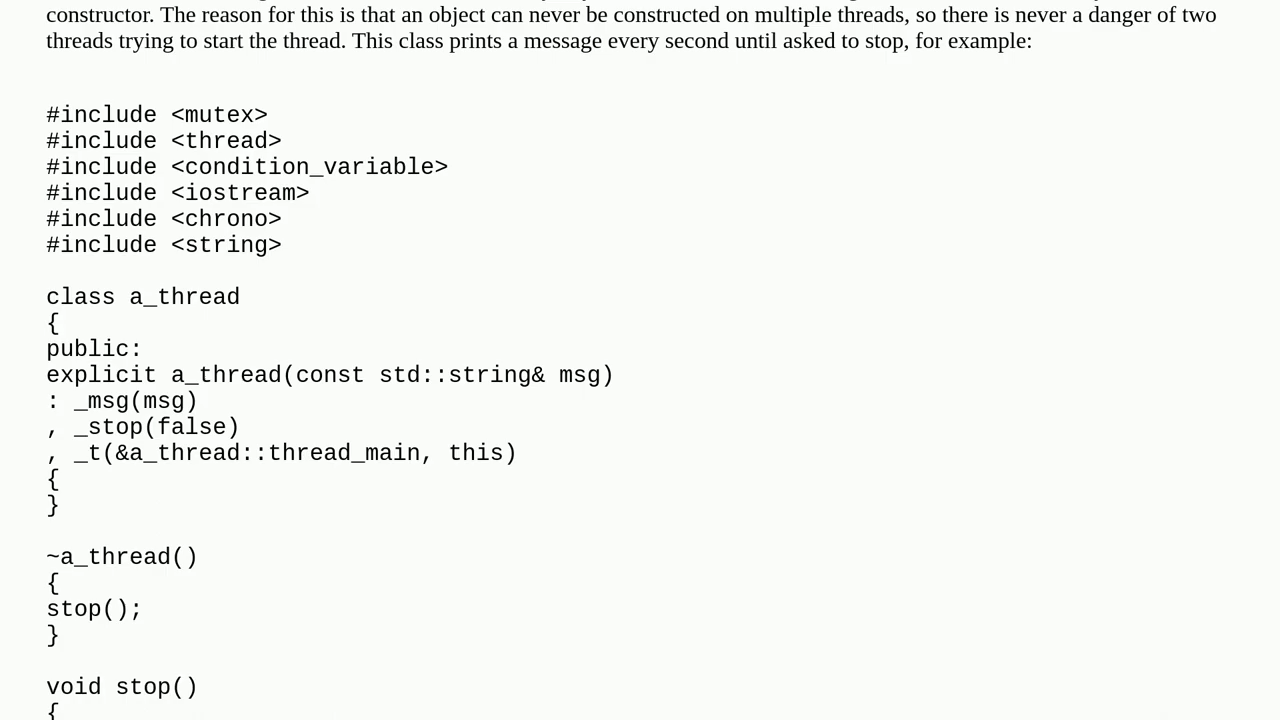 constructor. The reason for this is that an object can never be constructed on multiple threads, so there is never a danger of two
threads trying to start the thread. This class prints a message every second until asked to stop, for example:
#include <mutex>
#include <thread>
#include <condition_variable>
#include <iostream>
#include <chrono>
#include <string>
class a_thread
{
public:
explicit a_thread(const std::string& msg)
: _msg(msg)
, _stop(false)
, _t(&a_thread::thread_main, this)
{
}
~a_thread()
{
stop();
}
void stop()
{